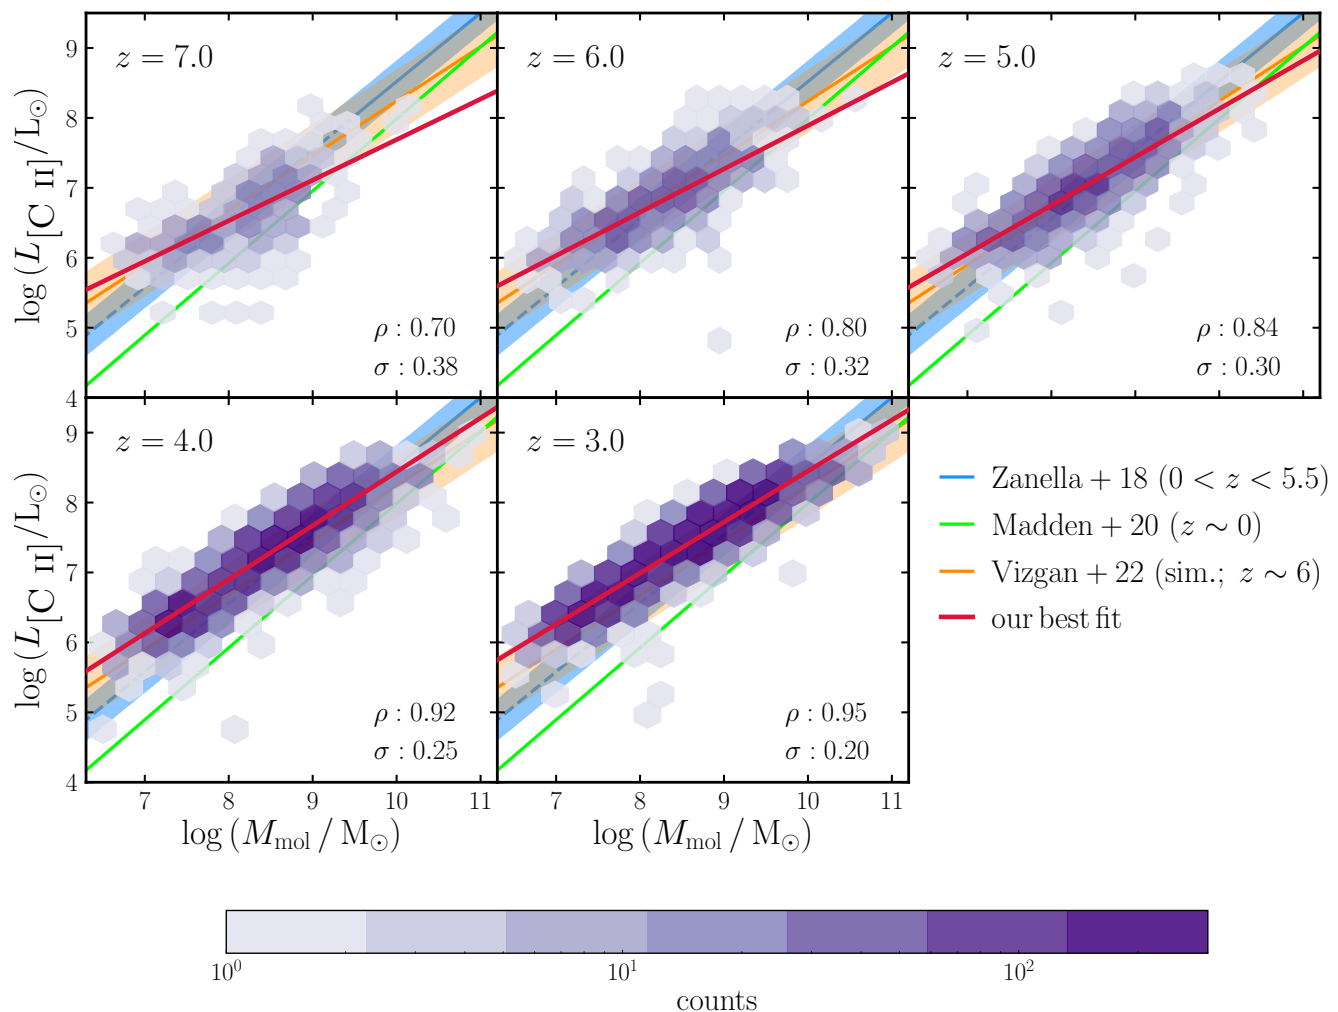 z = 7.0
z = 6.0
z = 5.0
9
8
7
6
5
4
log (L[C II]/L⊙)
ρ : 0.70
σ : 0.38
ρ : 0.80
σ : 0.32
ρ : 0.84
σ : 0.30
z = 4.0
z = 3.0
9
8
7
6
5
4
log (L[C II]/L⊙)
ρ : 0.92
σ : 0.25
ρ : 0.95
σ : 0.20
7 8 9 10 11
7 8 9 10 11
log (Mmol / M⊙)
log (Mmol / M⊙)
Zanella + 18 (0 < z < 5.5)
Madden + 20 (z ∼ 0)
Vizgan + 22 (sim.; z ∼ 6)
our best fit
10⁰ 10¹ 10²
counts